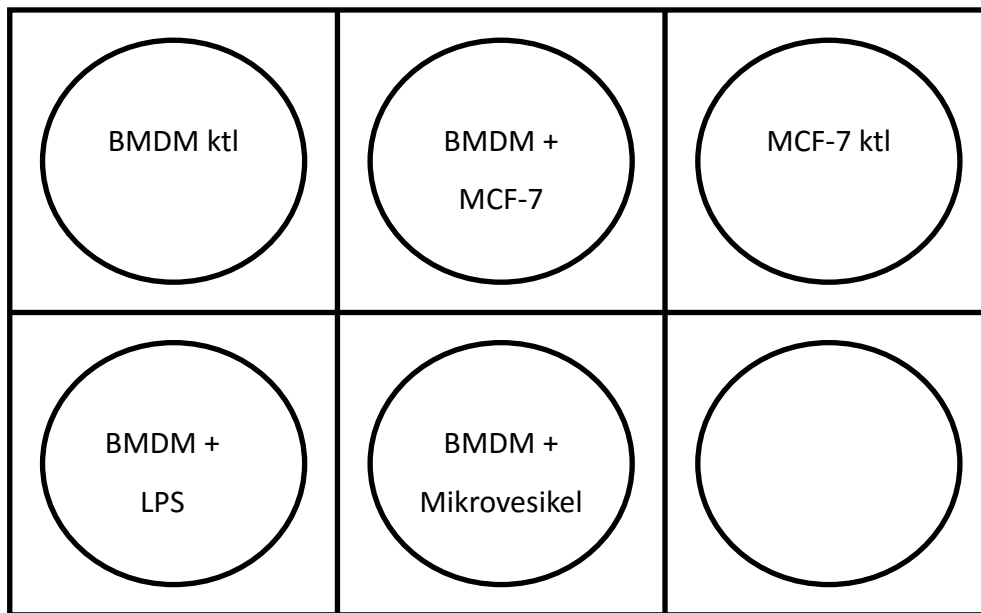 BMDM ktl
BMDM +
MCF-7
MCF-7 ktl
BMDM +
LPS
BMDM +
Mikrovesikel